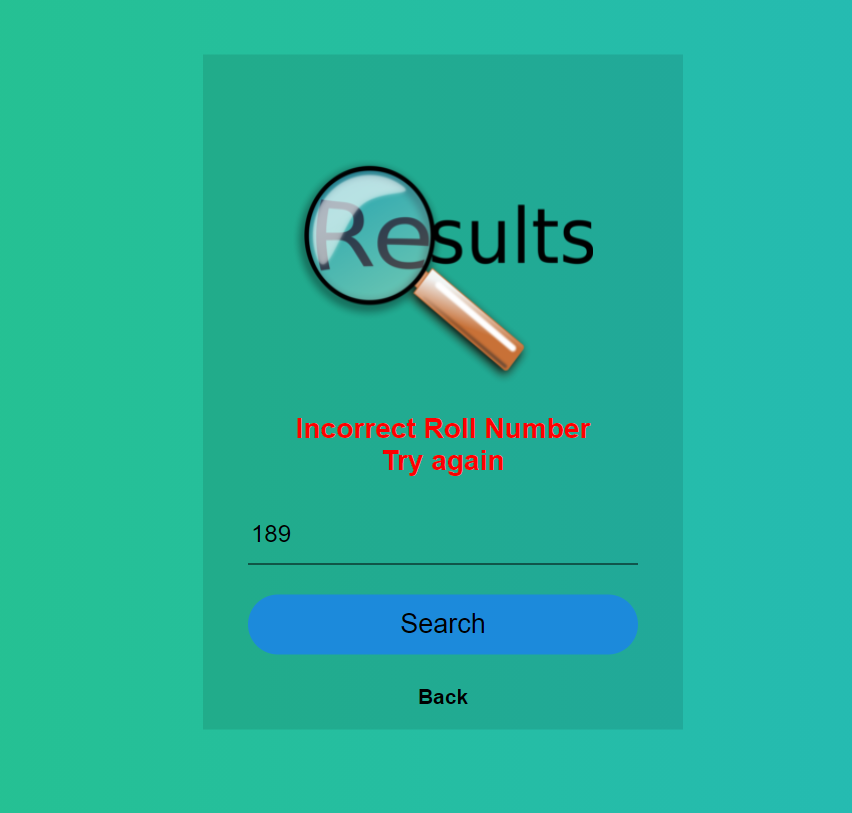 Results
Incorrect Roll Number
Try again
189
Search
Back